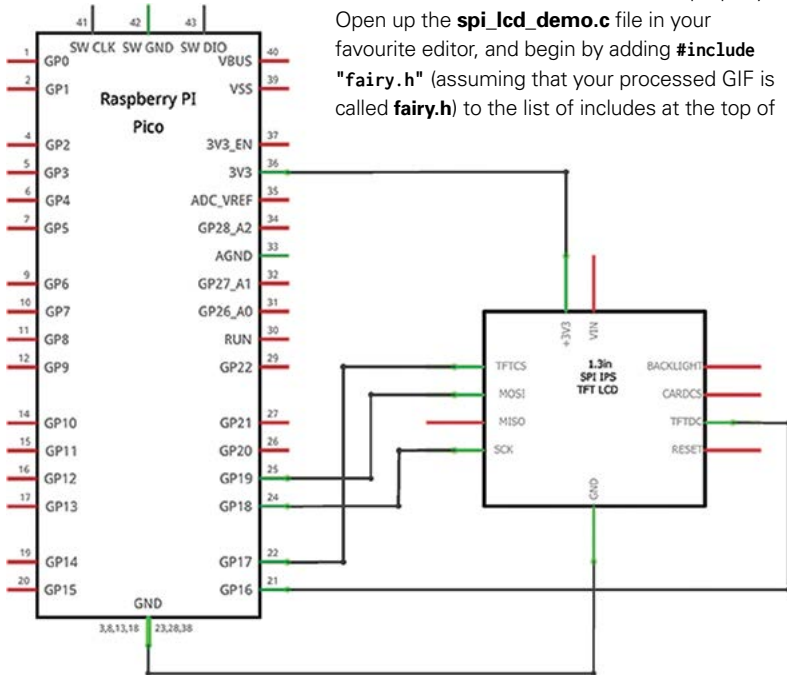 Open up the spi_lcd_demo.c file in your
favourite editor, and begin by adding #include
"fairy.h" (assuming that your processed GIF is
called fairy.h) to the list of includes at the top of
41 42 43
SW CLK SW GND SW DIO
Raspberry PI
Pico
1 GP0
2 GP1
4 GP2
5 GP3
6 GP4
7 GP5
9 GP6
10 GP7
11 GP8
12 GP9
14 GP10
15 GP11
16 GP12
17 GP13
19 GP14
20 GP15
VBUS 40
VSS 39
3V3_EN 37
3V3 36
ADC_VREF 35
GP28_A2 34
AGND 33
GP27_A1 32
GP26_A0 31
RUN 30
GP22 29
GP21 27
GP20 26
GP19 25
GP18 24
GP17 22
GP16 21
GND
3,8,13,18 23,28,38
+3V3
VIN
1.3in
SPI IPS
TFT LCD
TFTCS
MOSI
MISO
SCK
BACKLIGHT
CARDCS
TFTDC
RESET
GND